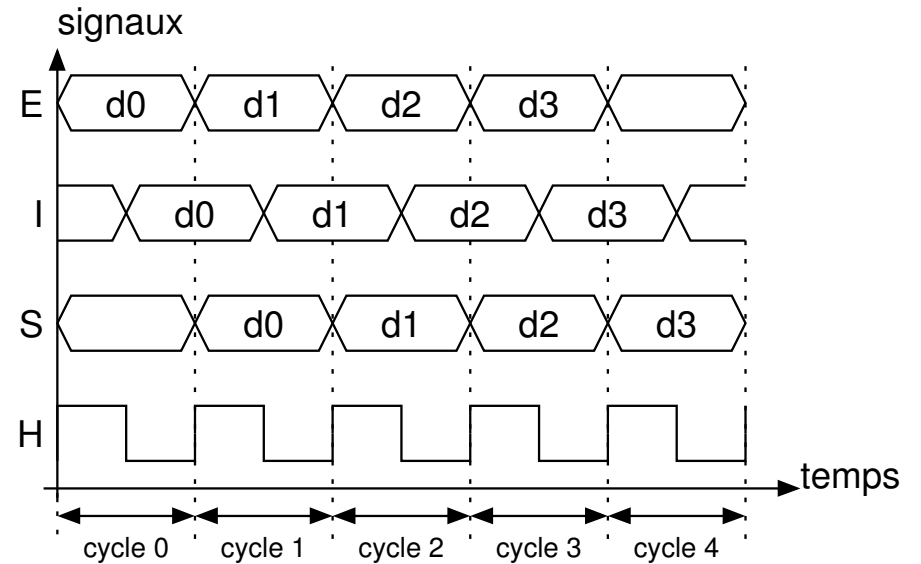 signaux
E d0 d1 d2 d3
I d0 d1 d2 d3
S d0 d1 d2 d3
H
temps
cycle 0 cycle 1 cycle 2 cycle 3 cycle 4